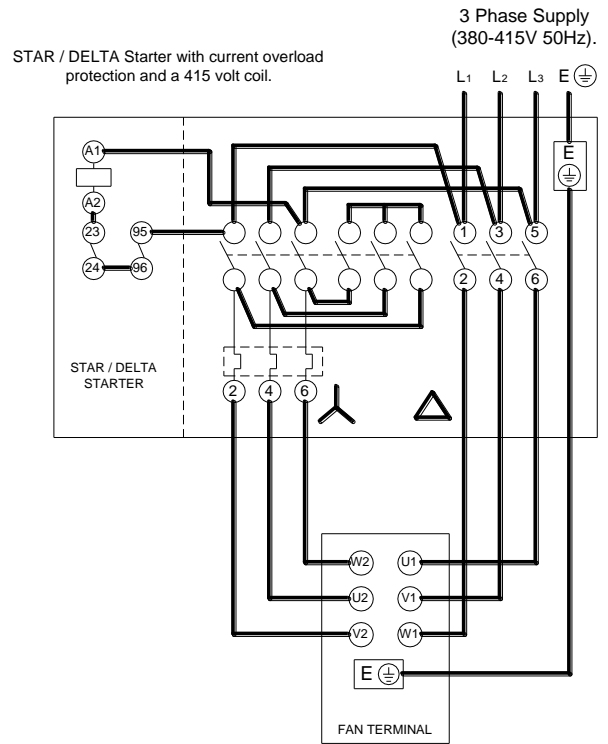 3 Phase Supply
(380-415V 50Hz).
STAR / DELTA Starter with current overload
protection and a 415 volt coil.
L1 L2 L3 E
A1
E
A2
23 95 1 3 5
24 96 2 4 6
STAR / DELTA
STARTER
2 4 6
W2 U1
U2 V1
V2 W1
E
FAN TERMINAL